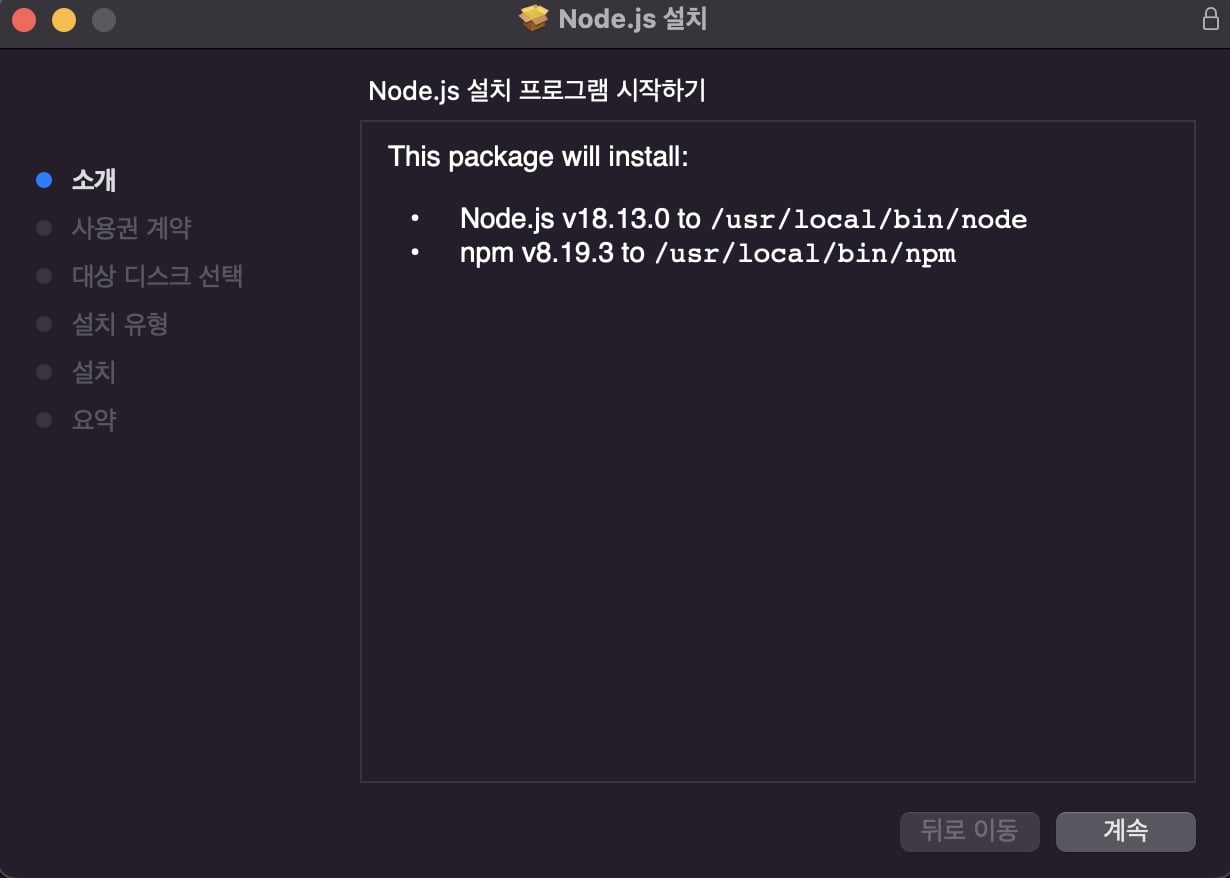 Node.js 설치
Node.js 설치 프로그램 시작하기
소개
사용권 계약
대상 디스크 선택
설치 유형
설치
요약
This package will install:
• Node.js v18.13.0 to /usr/local/bin/node
• npm v8.19.3 to /usr/local/bin/npm
뒤로 이동
계속